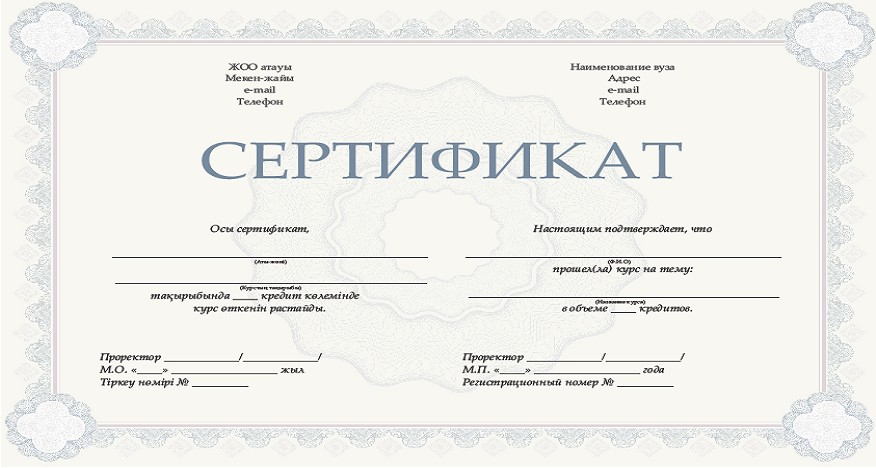 ЖОО атауы
Мекен-жайы
e-mail
Телефон
Наименование вуза
Адрес
e-mail
Телефон
СЕРТИФИКАТ
Осы сертификат,
(Аты-жөні)
(Курстың тақырыбы)
тақырыбында ____ кредит көлемінде
курс өткенін растайды.
Настоящим подтверждает, что
(Ф.И.О)
прошел(ла) курс на тему:
(Название курса)
в объеме ____ кредитов.
Проректор ____________/____________/
М.О. «____» _________________ жыл
Тіркеу нөмірі № _________
Проректор ____________/____________/
М.П. «____» _________________ года
Регистрационный номер № _________